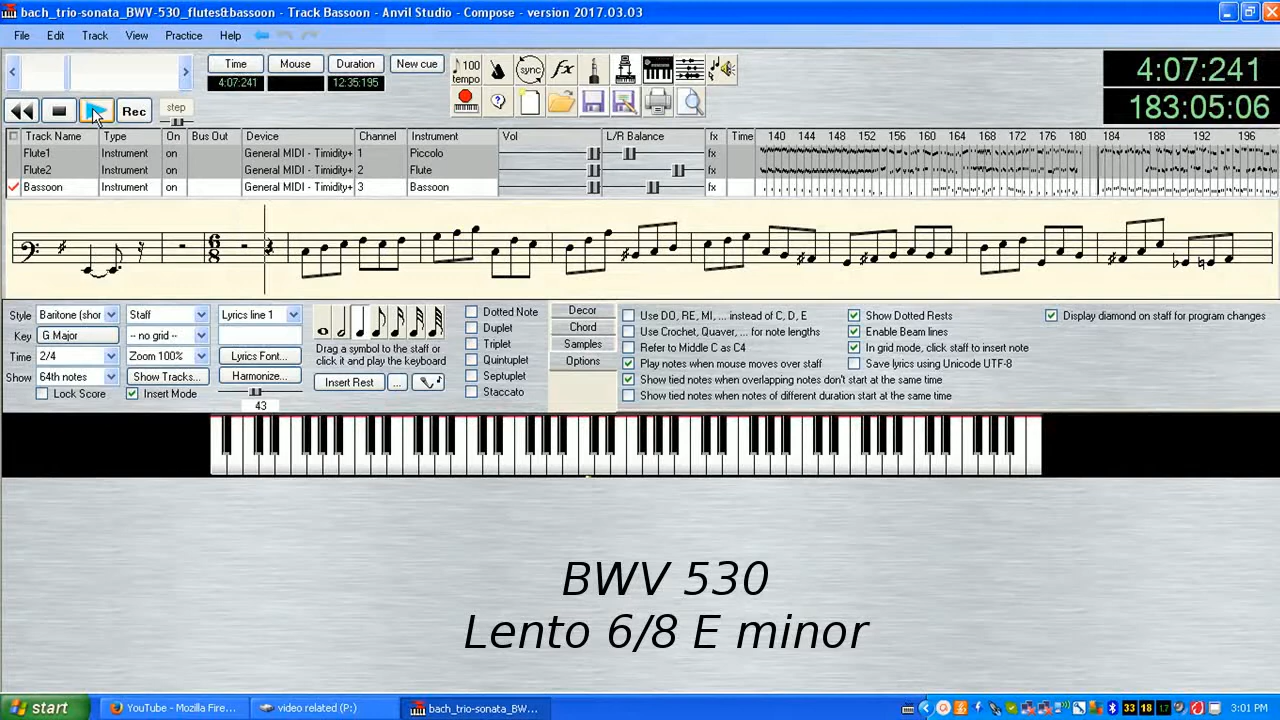 bach_trio-sonata_BWV-530_flutes&bassoon - Track Bassoon - Anvil Studio - Compose - version 2017.03.03
File Edit Track View Practice Help
Time Mouse Duration New cue
4:07:241 12:35:195
100 tempo sync fx
4:07:241
183:05:06
Rec step
Track Name Type On Bus Out Device Channel Instrument Vol L/R Balance fx Time 140 144 148 152 156 160 164 168 172 176 180 184 188 192 196
Flute1 Instrument on General MIDI - Timidity+ 1 Piccolo fx
Flute2 Instrument on General MIDI - Timidity+ 2 Flute fx
Bassoon Instrument on General MIDI - Timidity+ 3 Bassoon fx
6
8
Style Baritone (shor Staff Lyrics line 1
Key G Major -- no grid --
Time 2/4 Zoom 100% Lyrics Font...
Show 64th notes Show Tracks... Harmonize...
Lock Score Insert Mode
43
Drag a symbol to the staff or
click it and play the keyboard
Insert Rest ...
Dotted Note
Duplet
Triplet
Quintuplet
Septuplet
Staccato
Decor
Chord
Samples
Options
Use DO, RE, MI, ... instead of C, D, E
Use Crochet, Quaver, ... for note lengths
Refer to Middle C as C4
Play notes when mouse moves over staff
Show tied notes when overlapping notes don't start at the same time
Show tied notes when notes of different duration start at the same time
Show Dotted Rests
Enable Beam lines
In grid mode, click staff to insert note
Save lyrics using Unicode UTF-8
Display diamond on staff for program changes
BWV 530
Lento 6/8 E minor
start YouTube - Mozilla Fire... video related (P:) bach_trio-sonata_BW... 33 18 3:01 PM